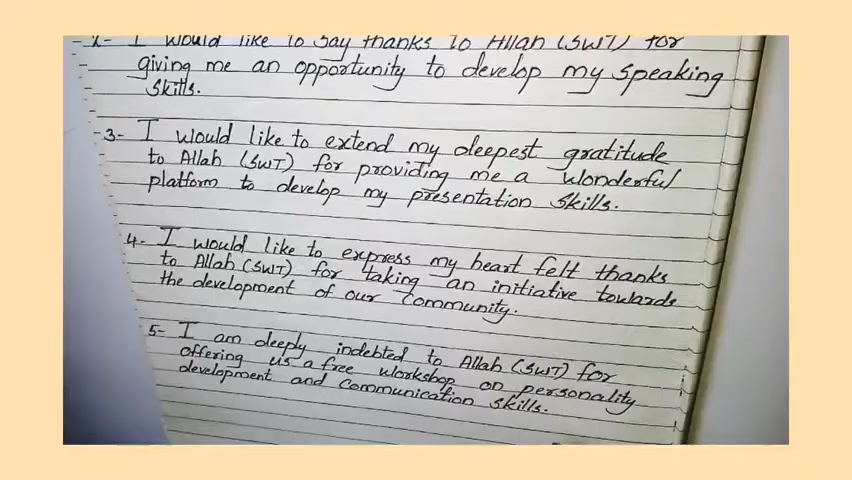 2- I would like to say thanks to Allah (SWT) for
giving me an opportunity to develop my speaking
skills.
3- I would like to extend my deepest gratitude
to Allah (SWT) for providing me a wonderful
platform to develop my presentation skills.
4- I would like to express my heart felt thanks
to Allah (SWT) for taking an initiative towards
the development of our community.
5- I am deeply indebted to Allah (SWT) for
offering us a free workshop on personality
development and communication skills.